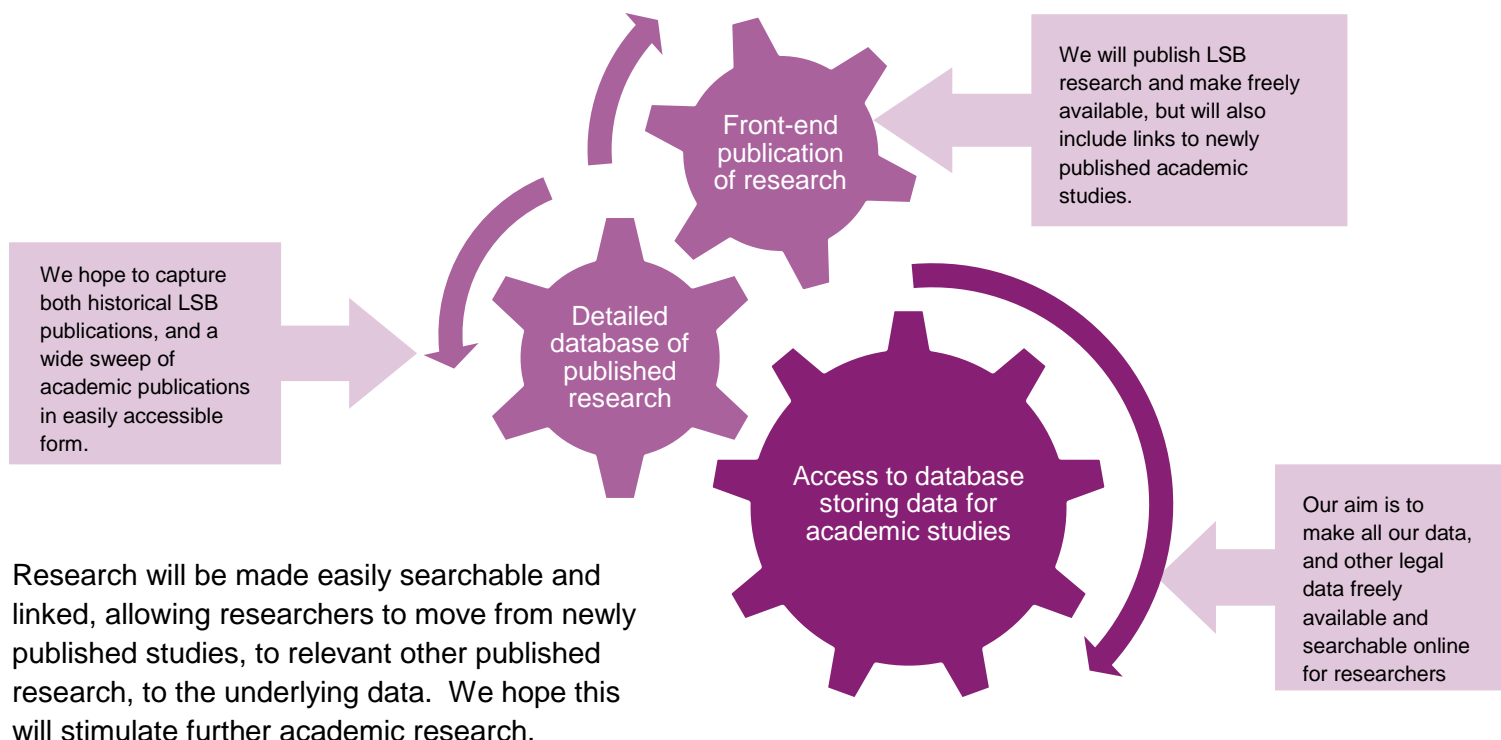 We will publish LSB
research and make freely
available, but will also
include links to newly
published academic
studies.
Front-end
publication
of research
We hope to capture
both historical LSB
publications, and a
wide sweep of
academic publications
in easily accessible
form.
Detailed
database of
published
research
Access to database
storing data for
academic studies
Our aim is to
make all our data,
and other legal
data freely
available and
searchable online
for researchers
Research will be made easily searchable and
linked, allowing researchers to move from newly
published studies, to relevant other published
research, to the underlying data.  We hope this
will stimulate further academic research.